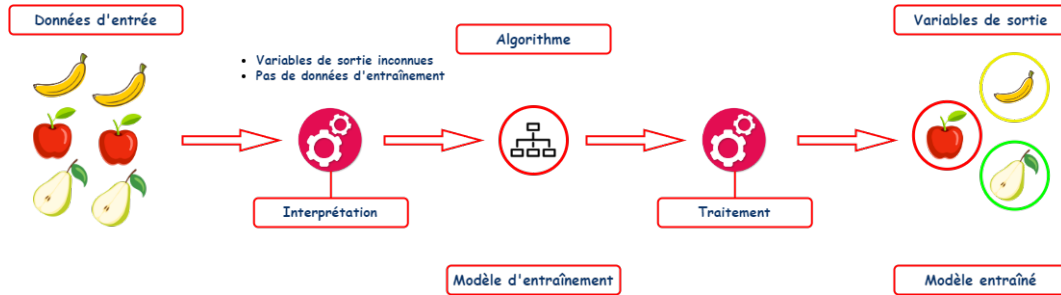 Données d'entrée
Variables de sortie
Algorithme
• Variables de sortie inconnues
• Pas de données d'entraînement
Interprétation
Traitement
Modèle d'entraînement
Modèle entraîné